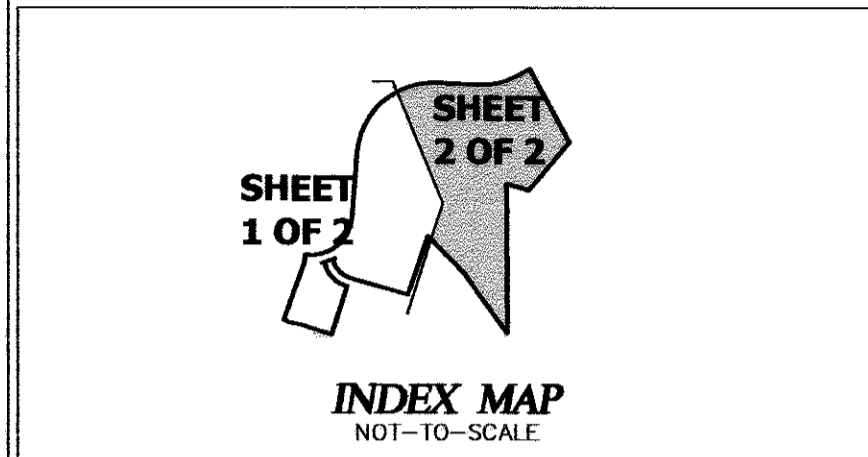 SHEET
2 OF 2
SHEET
1 OF 2
INDEX MAP
NOT-TO-SCALE